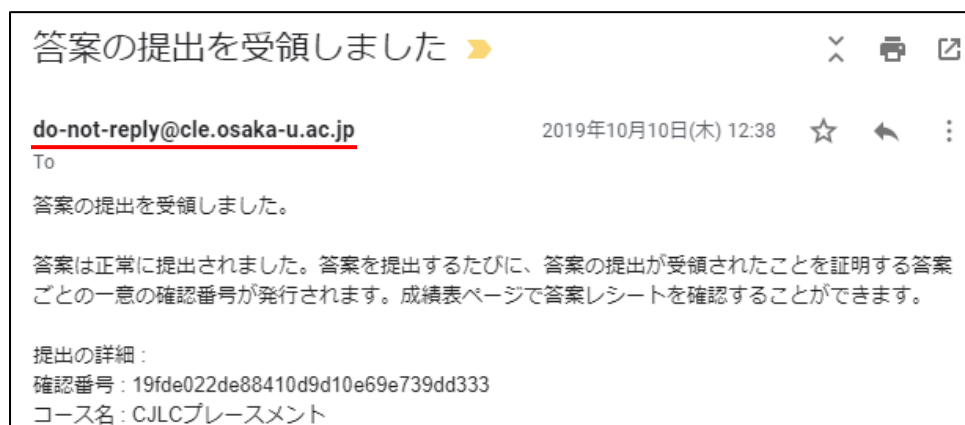 答案の提出を受領しました
do-not-reply@cle.osaka-u.ac.jp 2019年10月10日(木) 12:38
To
答案の提出を受領しました。
答案は正常に提出されました。答案を提出するたびに、答案の提出が受領されたことを証明する答案
ごとの一意の確認番号が発行されます。成績表ページで答案レシートを確認することができます。
提出の詳細 :
確認番号 : 19fde022de88410d9d10e69e739dd333
コース名 : CJLCプレースメント